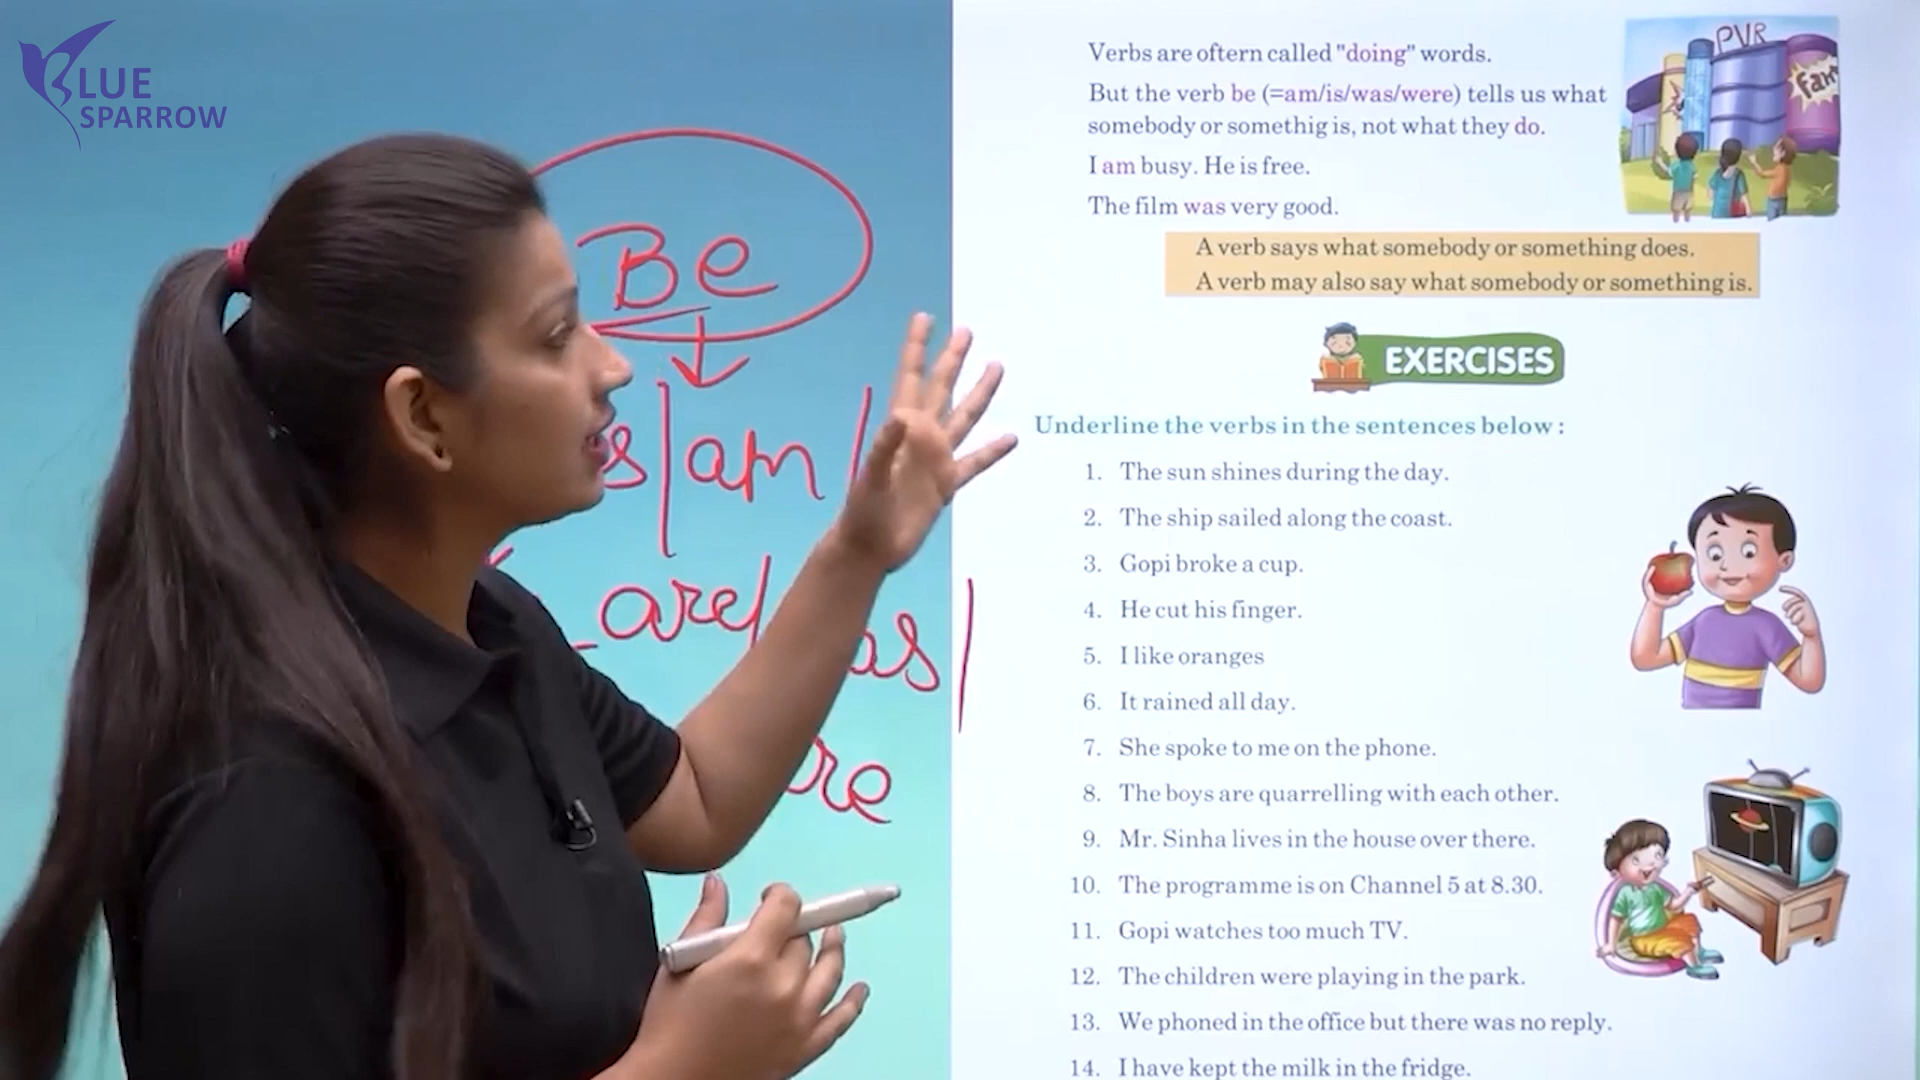 BLUE
SPARROW
Be
am
are
Verbs are oftern called "doing" words.
But the verb be (=am/is/was/were) tells us what
somebody or somethig is, not what they do.
I am busy. He is free.
The film was very good.
PVR
A verb says what somebody or something does.
A verb may also say what somebody or something is.
EXERCISES
Underline the verbs in the sentences below :
1. The sun shines during the day.
2. The ship sailed along the coast.
3. Gopi broke a cup.
4. He cut his finger.
5. I like oranges
6. It rained all day.
7. She spoke to me on the phone.
8. The boys are quarrelling with each other.
9. Mr. Sinha lives in the house over there.
10. The programme is on Channel 5 at 8.30.
11. Gopi watches too much TV.
12. The children were playing in the park.
13. We phoned in the office but there was no reply.
14. I have kept the milk in the fridge.